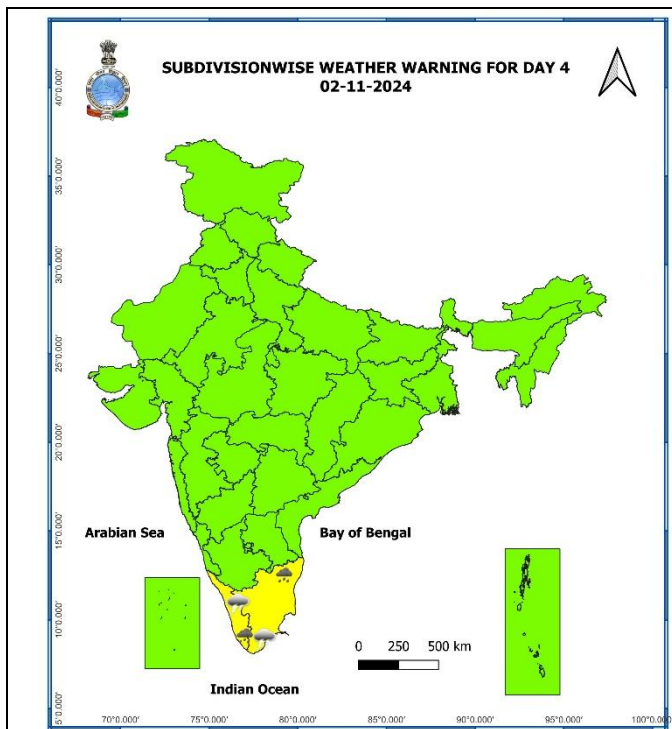 SUBDIVISIONWISE WEATHER WARNING FOR DAY 4
02-11-2024
40°0.000'
35°0.000'
30°0.000'
25°0.000'
20°0.000'
15°0.000'
10°0.000'
5°0.000'
Arabian Sea
Bay of Bengal
0 250 500 km
Indian Ocean
70°0.000' 75°0.000' 80°0.000' 85°0.000' 90°0.000' 95°0.000' 100°0.000'